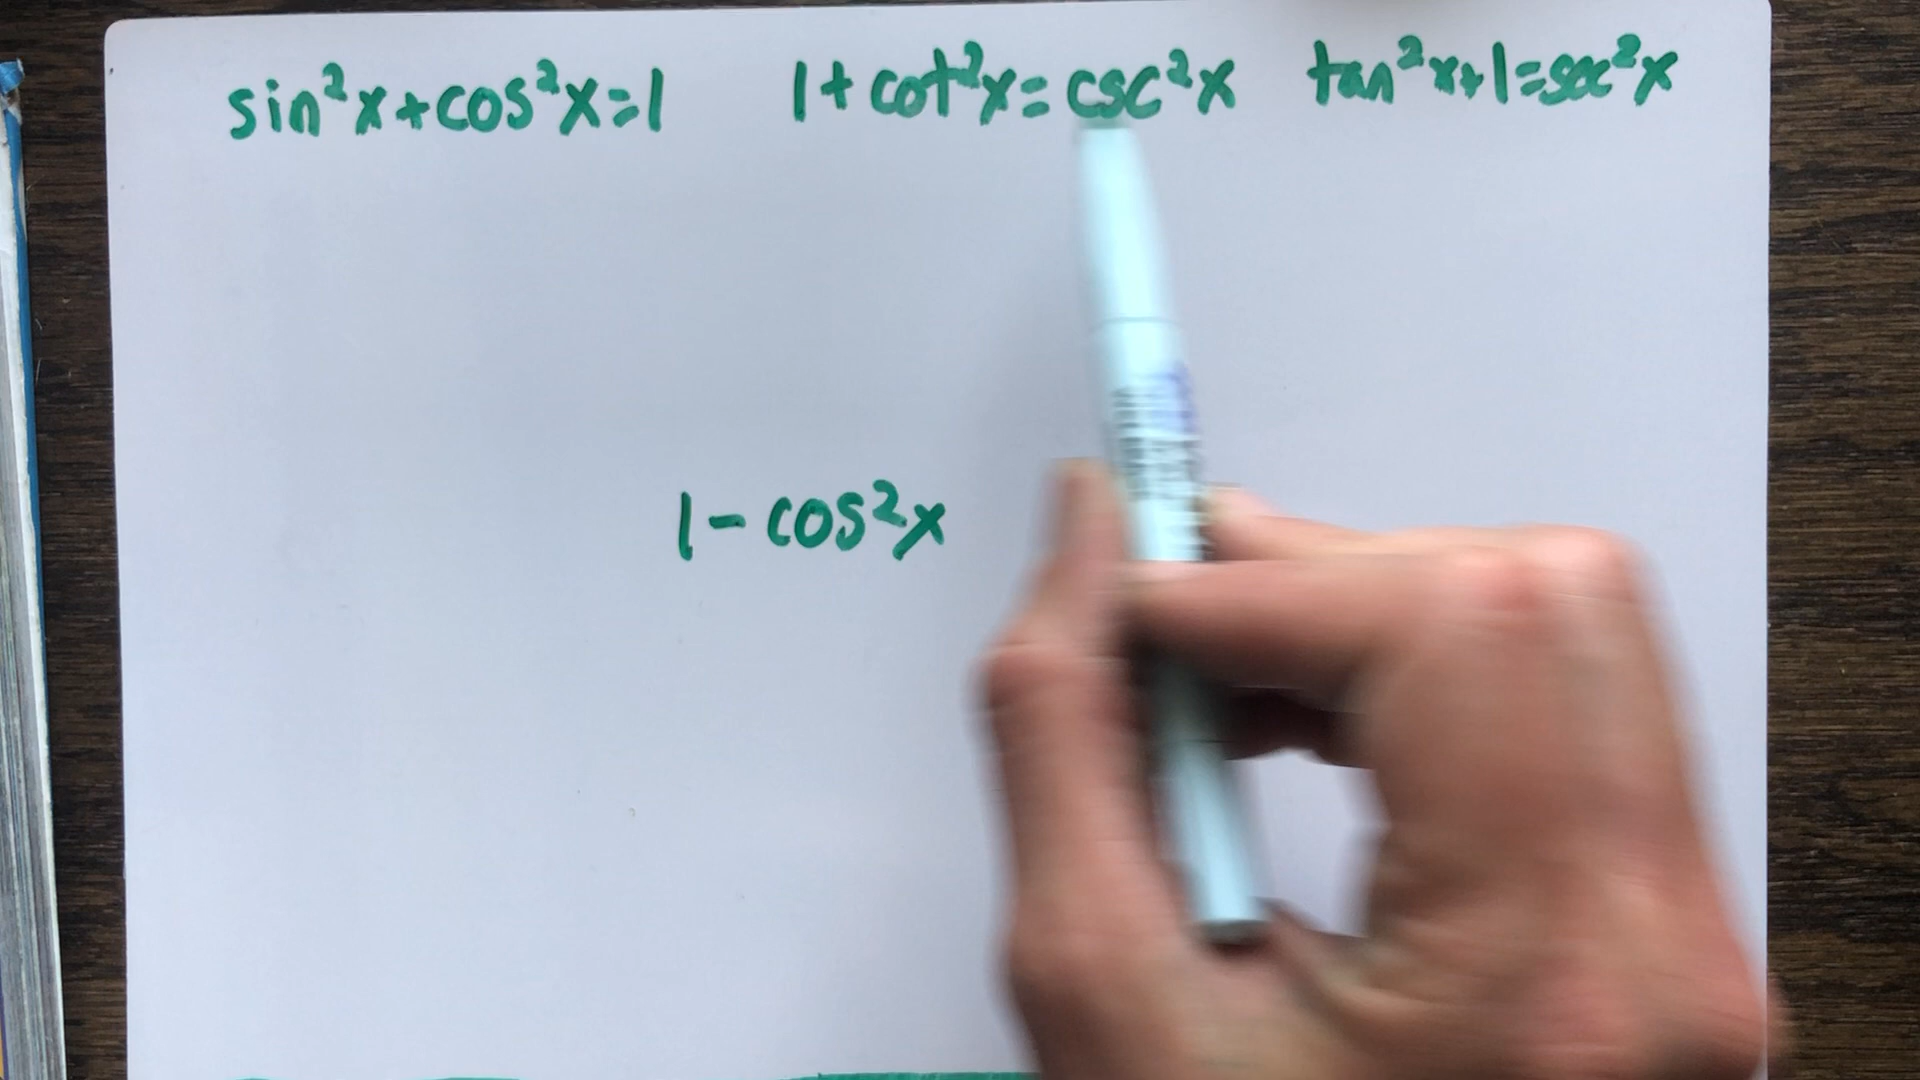 sin²x+cos²x=1 1+cot²x=csc²x tan²x+1=sec²x
1-cos²x